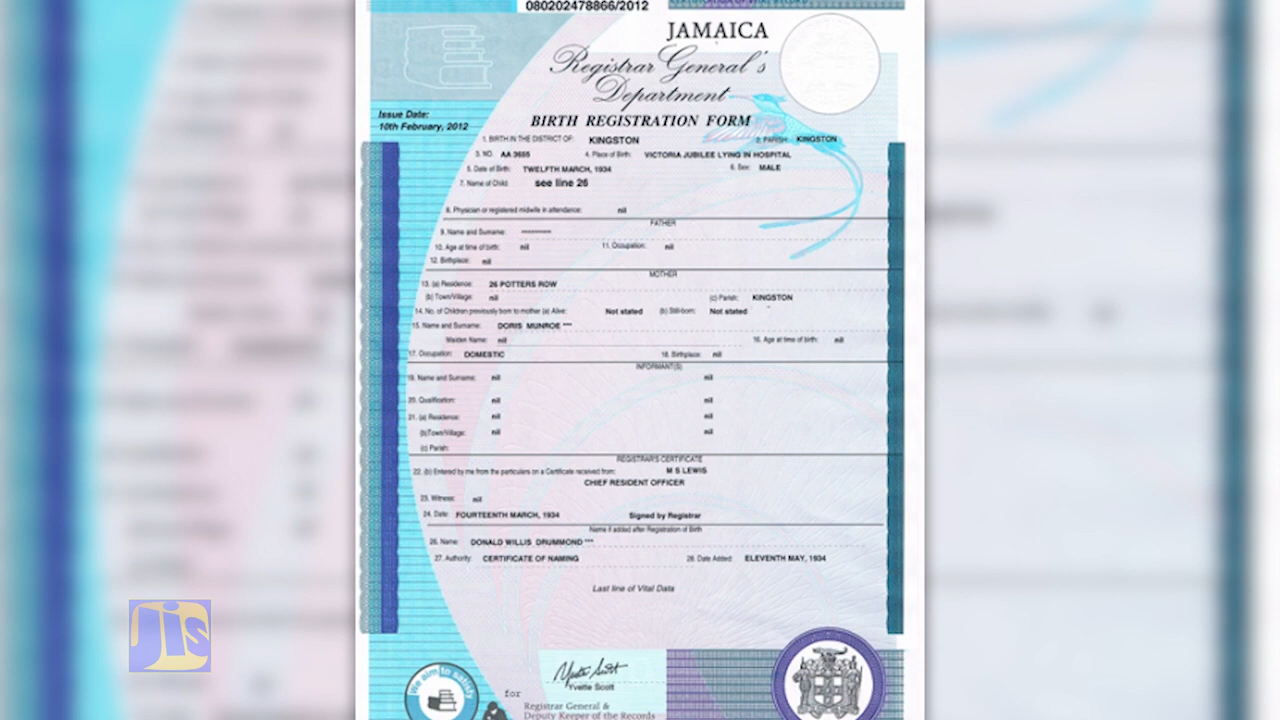 080202478866/2012
JAMAICA
Registrar General's
Department
BIRTH REGISTRATION FORM
Issue Date:
10th February, 2012
1. BIRTH IN THE DISTRICT OF: KINGSTON 2. PARISH: KINGSTON
3. NO. AA 3665 4. Place of Birth: VICTORIA JUBILEE LYING IN HOSPITAL
5. Date of Birth: TWELFTH MARCH, 1934 6. Sex: MALE
7. Name of Child see line 26
8. Physician or registered midwife in attendance: nil
FATHER
9. Name and Surname: ----------
10. Age at time of birth: nil 11. Occupation: nil
12. Birthplace: nil
MOTHER
13. (a) Residence: 26 POTTERS ROW
(b) Town/Village: nil (c) Parish: KINGSTON
14. No. of Children previously born to mother (a) Alive: Not stated (b) Still-born: Not stated
15. Name and Surname: DORIS MUNROE ***
Maiden Name: nil 16. Age at time of birth: nil
17. Occupation: DOMESTIC 18. Birthplace: nil
INFORMANT(S)
19. Name and Surname: nil nil
20. Qualification: nil nil
21. (a) Residence: nil nil
(b)Town/Village: nil nil
(c) Parish:
REGISTRAR'S CERTIFICATE
22. (b) Entered by me from the particulars on a Certificate received from: M S LEWIS
CHIEF RESIDENT OFFICER
23. Witness: nil
24. Date: FOURTEENTH MARCH, 1934 Signed by Registrar
Name if added after Registration of Birth
26. Name: DONALD WILLIS DRUMMOND ***
27. Authority: CERTIFICATE OF NAMING 28. Date Added: ELEVENTH MAY, 1934
Last line of Vital Data
jis
We aim to satisfy
Yvette Scott
Yvette Scott
for
Registrar General &
Deputy Keeper of the Records